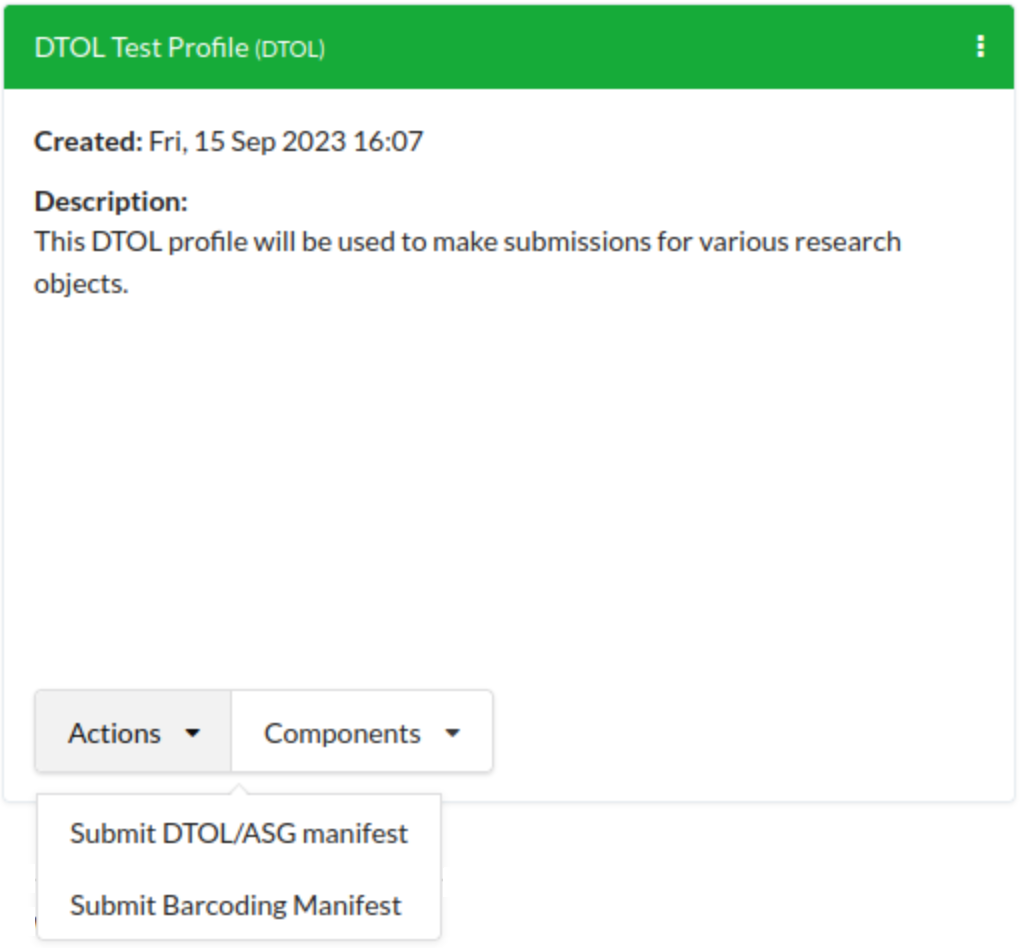 DTOL Test Profile (DTOL)
Created: Fri, 15 Sep 2023 16:07
Description:
This DTOL profile will be used to make submissions for various research
objects.
Actions
Components
Submit DTOL/ASG manifest
Submit Barcoding Manifest